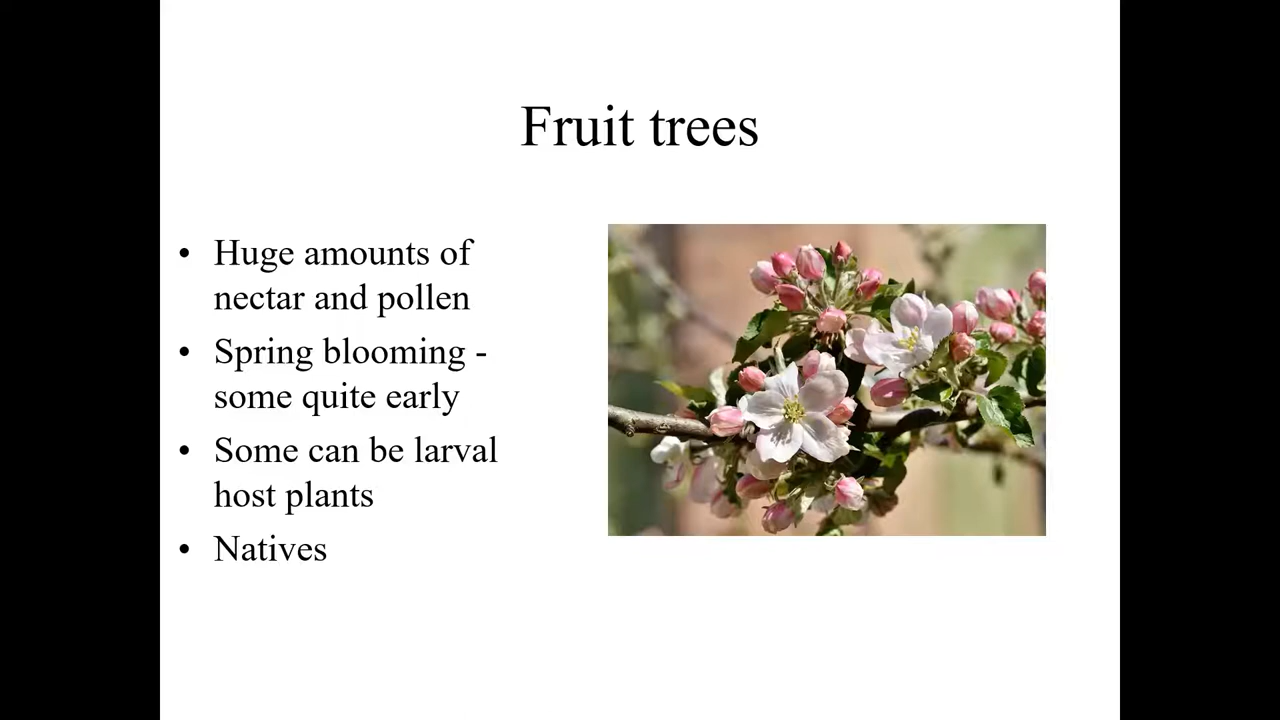 Fruit trees
• Huge amounts of
nectar and pollen
• Spring blooming -
some quite early
• Some can be larval
host plants
• Natives